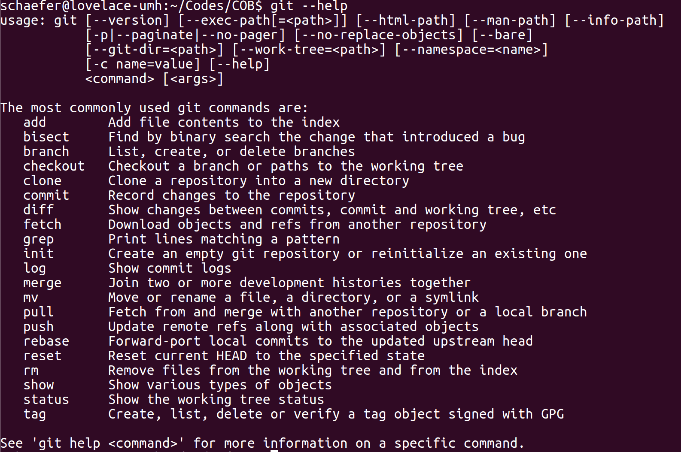 schaefer@lovelace-umh:~/Codes/COB$ git --help
usage: git [--version] [--exec-path[=<path>]] [--html-path] [--man-path] [--info-path]
           [-p|--paginate|--no-pager] [--no-replace-objects] [--bare]
           [--git-dir=<path>] [--work-tree=<path>] [--namespace=<name>]
           [-c name=value] [--help]
           <command> [<args>]

The most commonly used git commands are:
   add        Add file contents to the index
   bisect     Find by binary search the change that introduced a bug
   branch     List, create, or delete branches
   checkout   Checkout a branch or paths to the working tree
   clone      Clone a repository into a new directory
   commit     Record changes to the repository
   diff       Show changes between commits, commit and working tree, etc
   fetch      Download objects and refs from another repository
   grep       Print lines matching a pattern
   init       Create an empty git repository or reinitialize an existing one
   log        Show commit logs
   merge      Join two or more development histories together
   mv         Move or rename a file, a directory, or a symlink
   pull       Fetch from and merge with another repository or a local branch
   push       Update remote refs along with associated objects
   rebase     Forward-port local commits to the updated upstream head
   reset      Reset current HEAD to the specified state
   rm         Remove files from the working tree and from the index
   show       Show various types of objects
   status     Show the working tree status
   tag        Create, list, delete or verify a tag object signed with GPG

See 'git help <command>' for more information on a specific command.